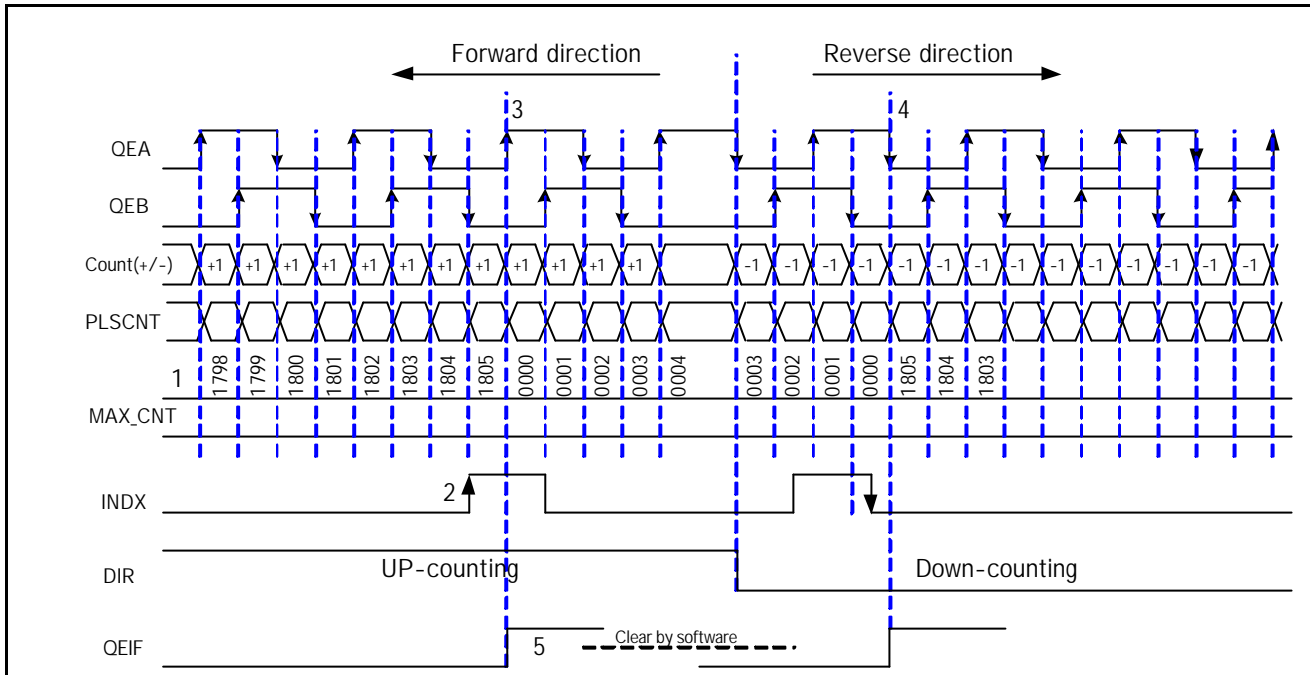 Forward direction
Reverse direction
3
4
QEA
QEB
Count(+/-)
+1 +1 +1 +1 +1 +1 +1 +1 +1 +1 +1 +1 -1 -1 -1 -1 -1 -1 -1 -1 -1 -1 -1 -1 -1 -1
PLSCNT
1
1798 1799 1800 1801 1802 1803 1804 1805 0000 0001 0002 0003 0004 0003 0002 0001 0000 1805 1804 1803
MAX_CNT
INDX
2
DIR
UP-counting
Down-counting
QEIF
5
Clear by software